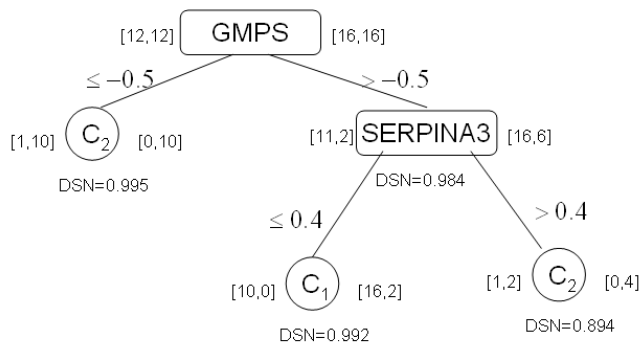 [12,12] GMPS [16,16]
≤ −0.5 > −0.5
[1,10] C₂ [0,10] [11,2] SERPINA3 [16,6]
DSN=0.995 DSN=0.984
≤ 0.4 > 0.4
[10,0] C₁ [16,2] [1,2] C₂ [0,4]
DSN=0.992 DSN=0.894